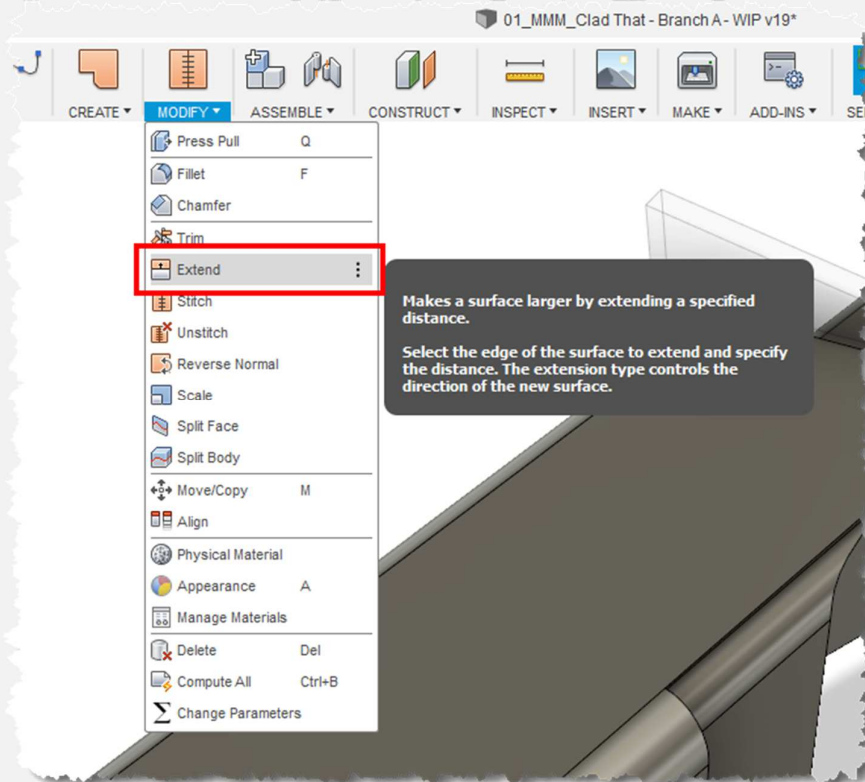 01_MMM_Clad That - Branch A - WIP v19*
CREATE ▾ MODIFY ▾ ASSEMBLE ▾ CONSTRUCT ▾ INSPECT ▾ INSERT ▾ MAKE ▾ ADD-INS ▾
Press Pull Q
Fillet F
Chamfer
Trim
Extend
Stitch
Unstitch
Reverse Normal
Scale
Split Face
Split Body
Move/Copy M
Align
Physical Material
Appearance A
Manage Materials
Delete Del
Compute All Ctrl+B
Change Parameters
Makes a surface larger by extending a specified
distance.
Select the edge of the surface to extend and specify
the distance. The extension type controls the
direction of the new surface.